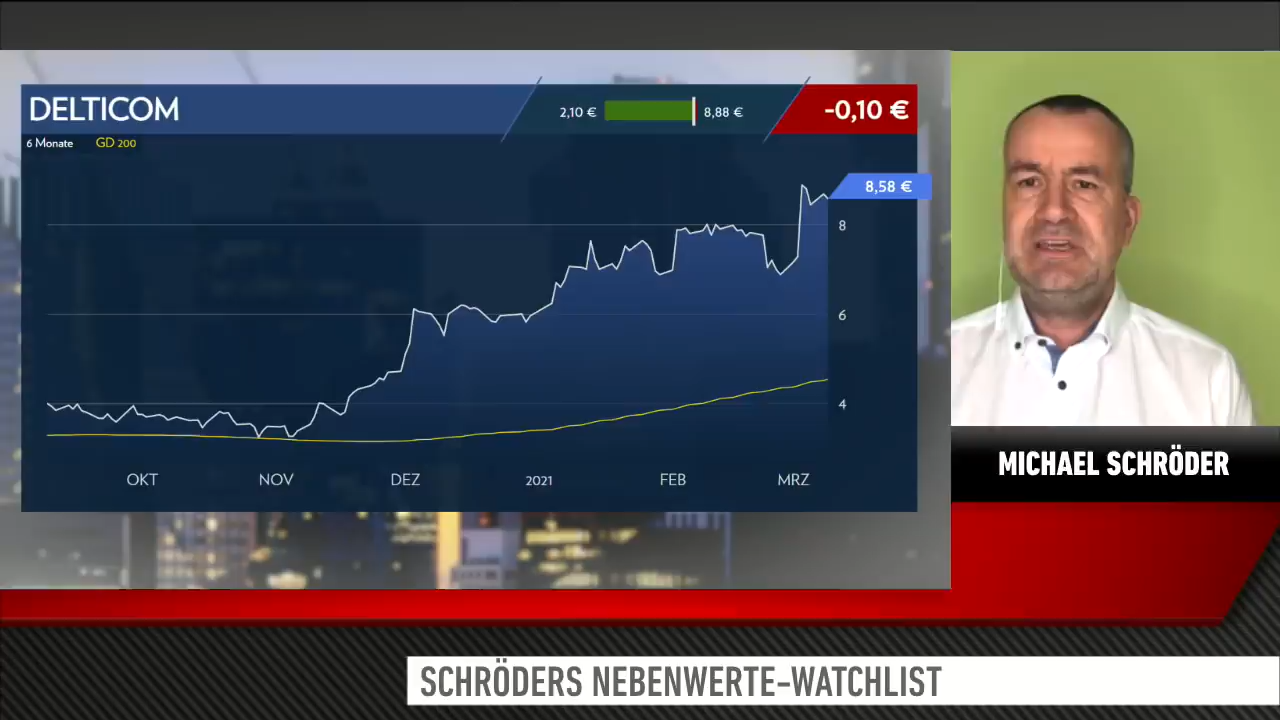 DELTICOM
2,10 € 8,88 €
-0,10 €
6 Monate GD 200
8,58 €
8
6
4
OKT NOV DEZ 2021 FEB MRZ
MICHAEL SCHRÖDER
SCHRÖDERS NEBENWERTE-WATCHLIST